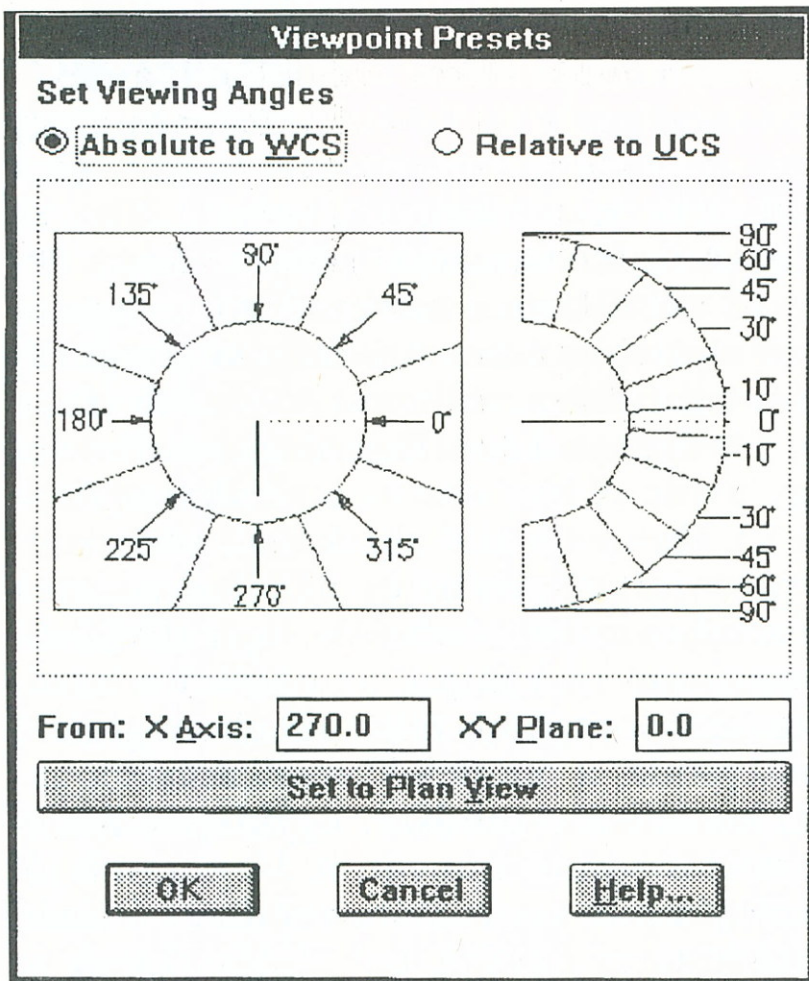 Viewpoint Presets
Set Viewing Angles
Absolute to WCS
Relative to UCS
90°
135°
45°
180°
0°
225°
315°
270°
90°
60°
45°
30°
10°
0°
-10°
-30°
-45°
-60°
-90°
From: X Axis: 270.0 XY Plane: 0.0
Set to Plan View
OK Cancel Help...